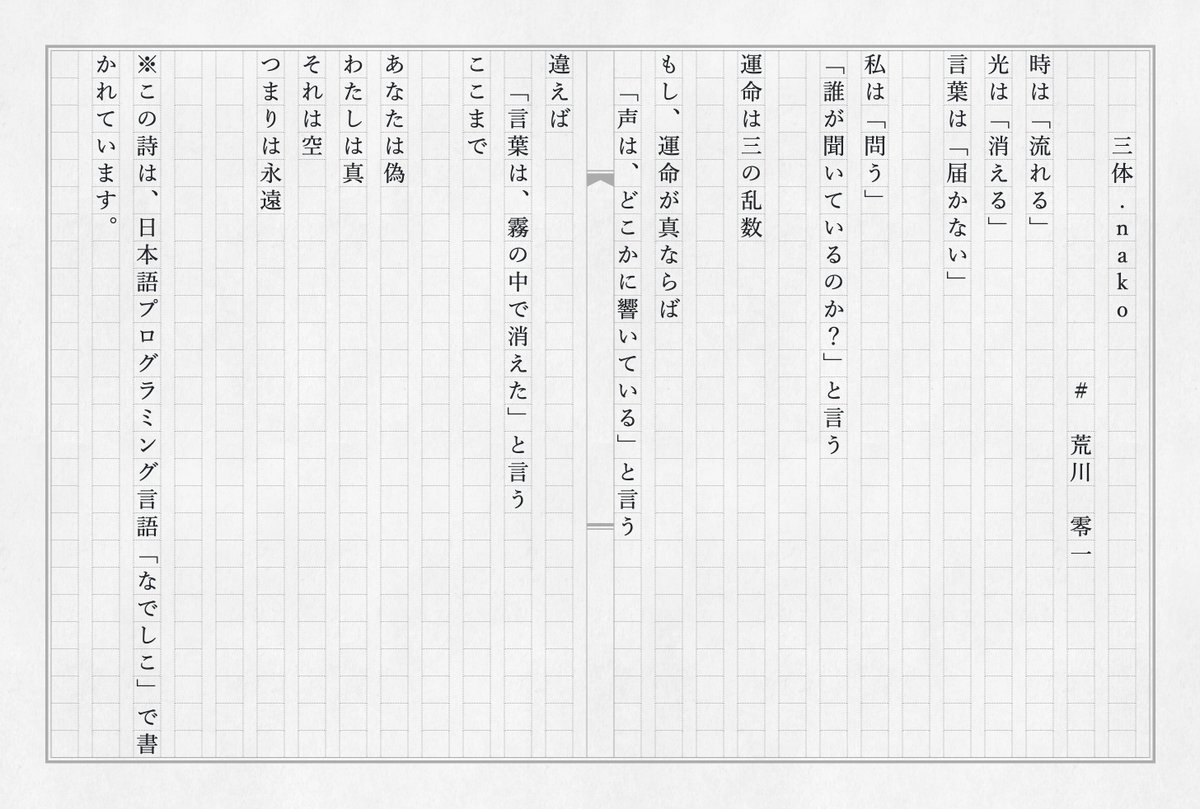 三体.nako
# 荒川 零一
時は「流れる」
光は「消える」
言葉は「届かない」
私は「問う」
「誰が聞いているのか？」と言う
運命は三の乱数
もし、運命が真ならば
「声は、どこかに響いている」と言う
違えば
「言葉は、霧の中で消えた」と言う
ここまで
あなたは偽
わたしは真
それは空
つまりは永遠
※この詩は、日本語プログラミング言語「なでしこ」で書
かれています。